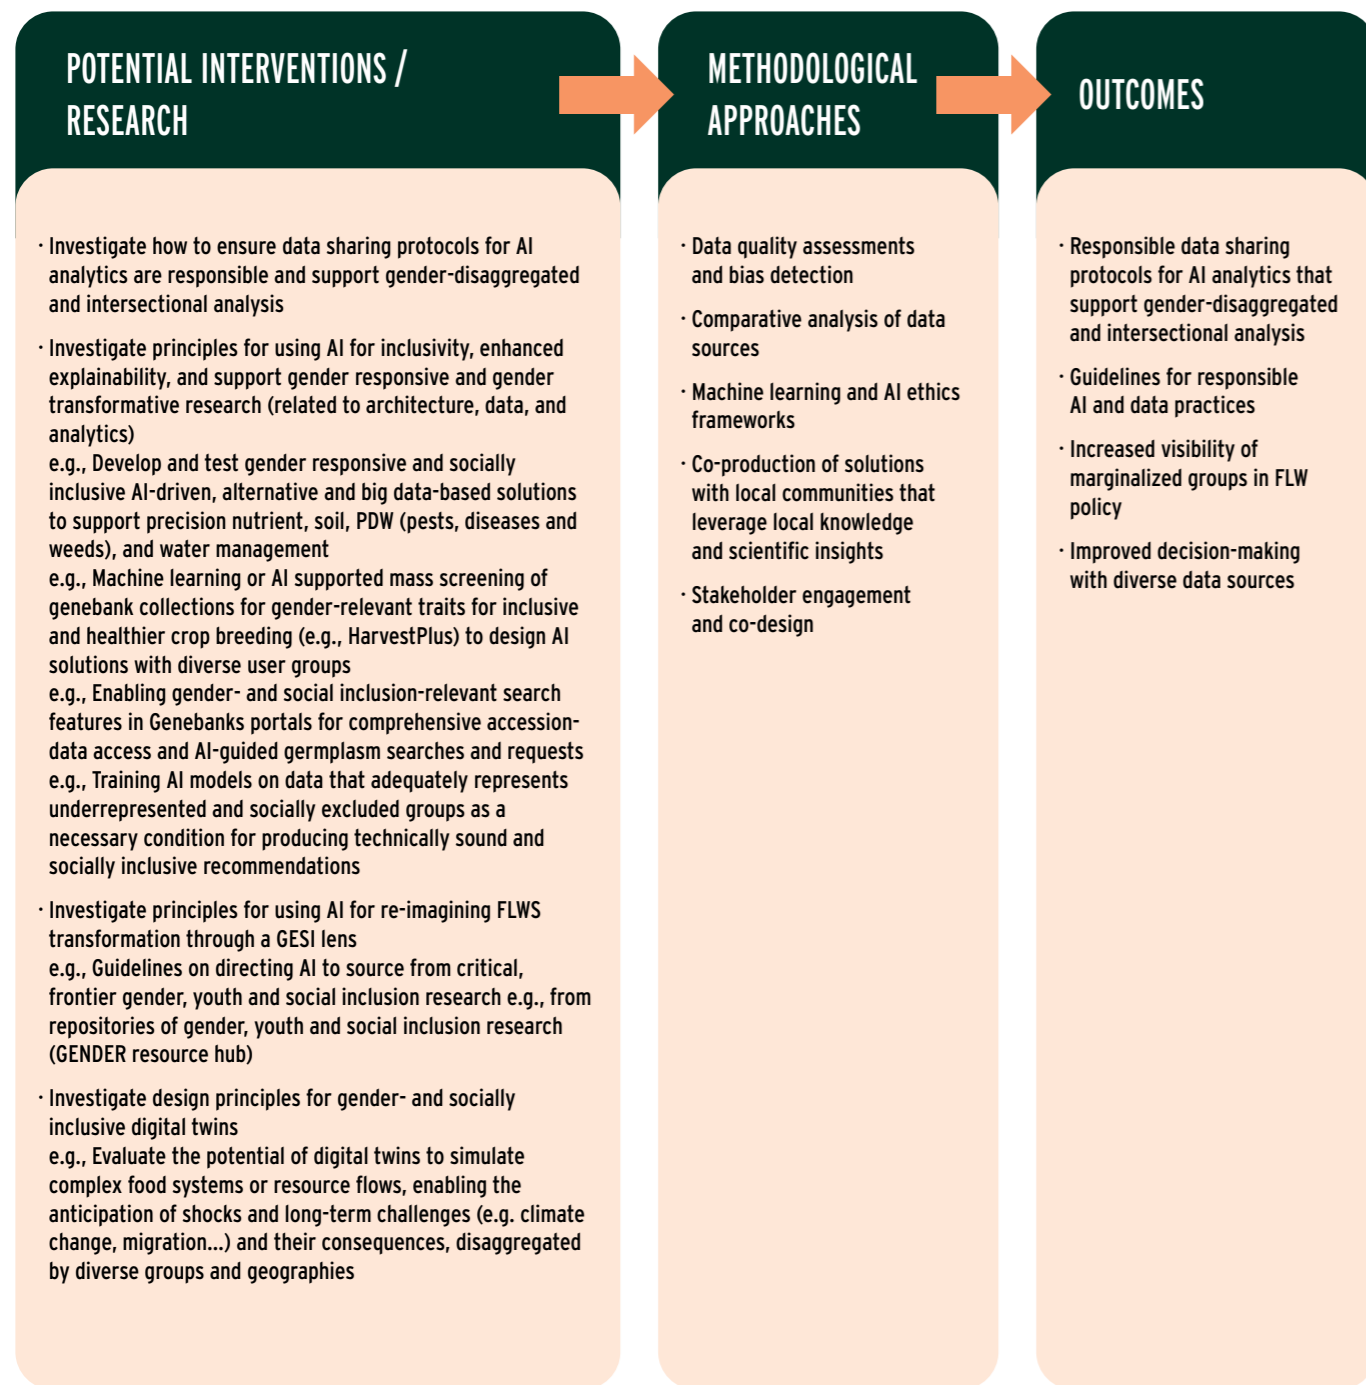 POTENTIAL INTERVENTIONS /
RESEARCH
· Investigate how to ensure data sharing protocols for AI
analytics are responsible and support gender-disaggregated
and intersectional analysis
· Investigate principles for using AI for inclusivity, enhanced
explainability, and support gender responsive and gender
transformative research (related to architecture, data, and
analytics)
e.g., Develop and test gender responsive and socially
inclusive AI-driven, alternative and big data-based solutions
to support precision nutrient, soil, PDW (pests, diseases and
weeds), and water management
e.g., Machine learning or AI supported mass screening of
genebank collections for gender-relevant traits for inclusive
and healthier crop breeding (e.g., HarvestPlus) to design AI
solutions with diverse user groups
e.g., Enabling gender- and social inclusion-relevant search
features in Genebanks portals for comprehensive accession-
data access and AI-guided germplasm searches and requests
e.g., Training AI models on data that adequately represents
underrepresented and socially excluded groups as a
necessary condition for producing technically sound and
socially inclusive recommendations
· Investigate principles for using AI for re-imagining FLWS
transformation through a GESI lens
e.g., Guidelines on directing AI to source from critical,
frontier gender, youth and social inclusion research e.g., from
repositories of gender, youth and social inclusion research
(GENDER resource hub)
· Investigate design principles for gender- and socially
inclusive digital twins
e.g., Evaluate the potential of digital twins to simulate
complex food systems or resource flows, enabling the
anticipation of shocks and long-term challenges (e.g. climate
change, migration...) and their consequences, disaggregated
by diverse groups and geographies
METHODOLOGICAL
APPROACHES
· Data quality assessments
and bias detection
· Comparative analysis of data
sources
· Machine learning and AI ethics
frameworks
· Co-production of solutions
with local communities that
leverage local knowledge
and scientific insights
· Stakeholder engagement
and co-design
OUTCOMES
· Responsible data sharing
protocols for AI analytics that
support gender-disaggregated
and intersectional analysis
· Guidelines for responsible
AI and data practices
· Increased visibility of
marginalized groups in FLW
policy
· Improved decision-making
with diverse data sources